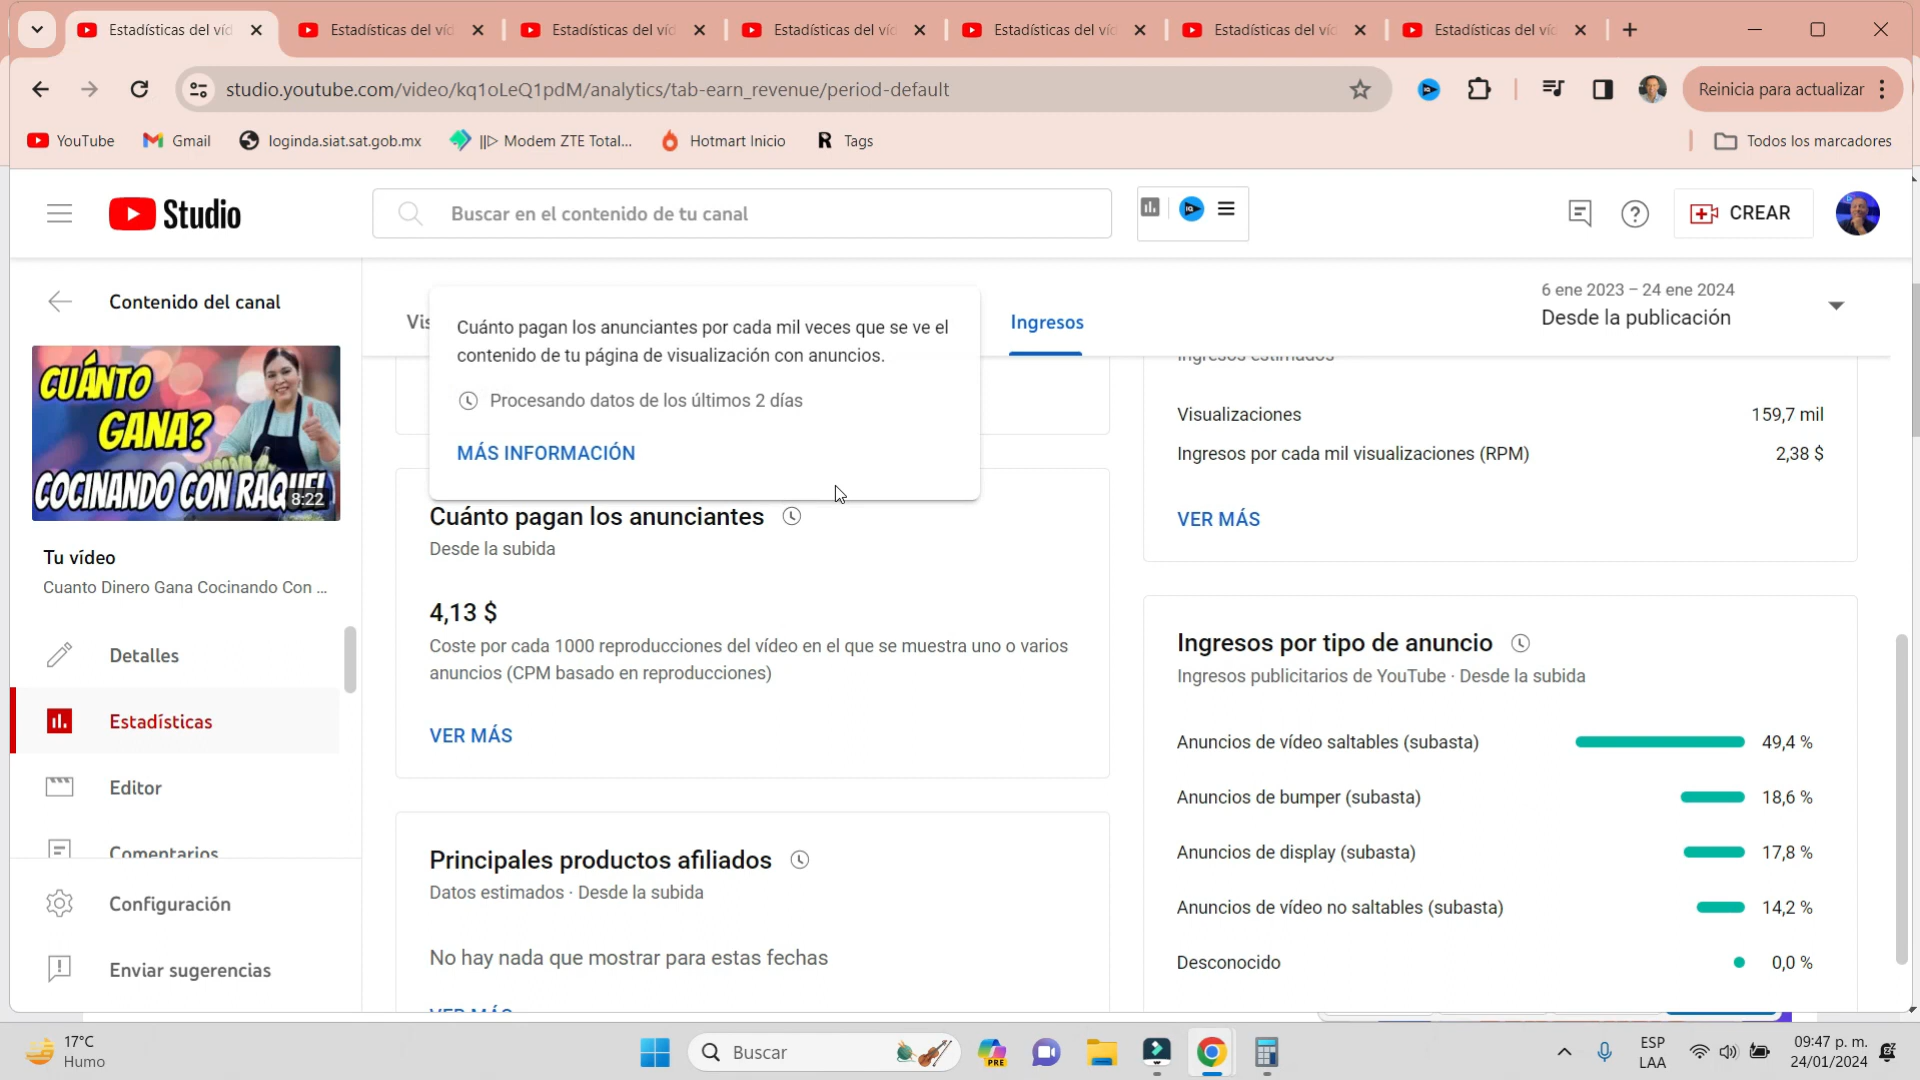 Estadísticas del víd
Estadísticas del víd
Estadísticas del víd
Estadísticas del víd
Estadísticas del víd
Estadísticas del víd
Estadísticas del víd
studio.youtube.com/video/kq1oLeQ1pdM/analytics/tab-earn_revenue/period-default
Reinicia para actualizar
YouTube
Gmail
loginda.siat.sat.gob.mx
||▷ Modem ZTE Total...
Hotmart Inicio
R Tags
Todos los marcadores
Studio
Buscar en el contenido de tu canal
CREAR
Contenido del canal
CUÁNTO
GANA?
COCINANDO CON RAQUEL
8:22
Tu vídeo
Cuanto Dinero Gana Cocinando Con ...
Detalles
Estadísticas
Editor
Comentarios
Configuración
Enviar sugerencias
Vis
Ingresos
6 ene 2023 – 24 ene 2024
Desde la publicación
Cuánto pagan los anunciantes por cada mil veces que se ve el
contenido de tu página de visualización con anuncios.
Procesando datos de los últimos 2 días
MÁS INFORMACIÓN
Cuánto pagan los anunciantes
Desde la subida
4,13 $
Coste por cada 1000 reproducciones del vídeo en el que se muestra uno o varios
anuncios (CPM basado en reproducciones)
VER MÁS
Principales productos afiliados
Datos estimados · Desde la subida
No hay nada que mostrar para estas fechas
VER MÁS
Ingresos estimados
Visualizaciones 159,7 mil
Ingresos por cada mil visualizaciones (RPM) 2,38 $
VER MÁS
Ingresos por tipo de anuncio
Ingresos publicitarios de YouTube · Desde la subida
Anuncios de vídeo saltables (subasta) 49,4 %
Anuncios de bumper (subasta) 18,6 %
Anuncios de display (subasta) 17,8 %
Anuncios de vídeo no saltables (subasta) 14,2 %
Desconocido 0,0 %
17°C
Humo
Buscar
PRE
ESP
LAA
09:47 p. m.
24/01/2024